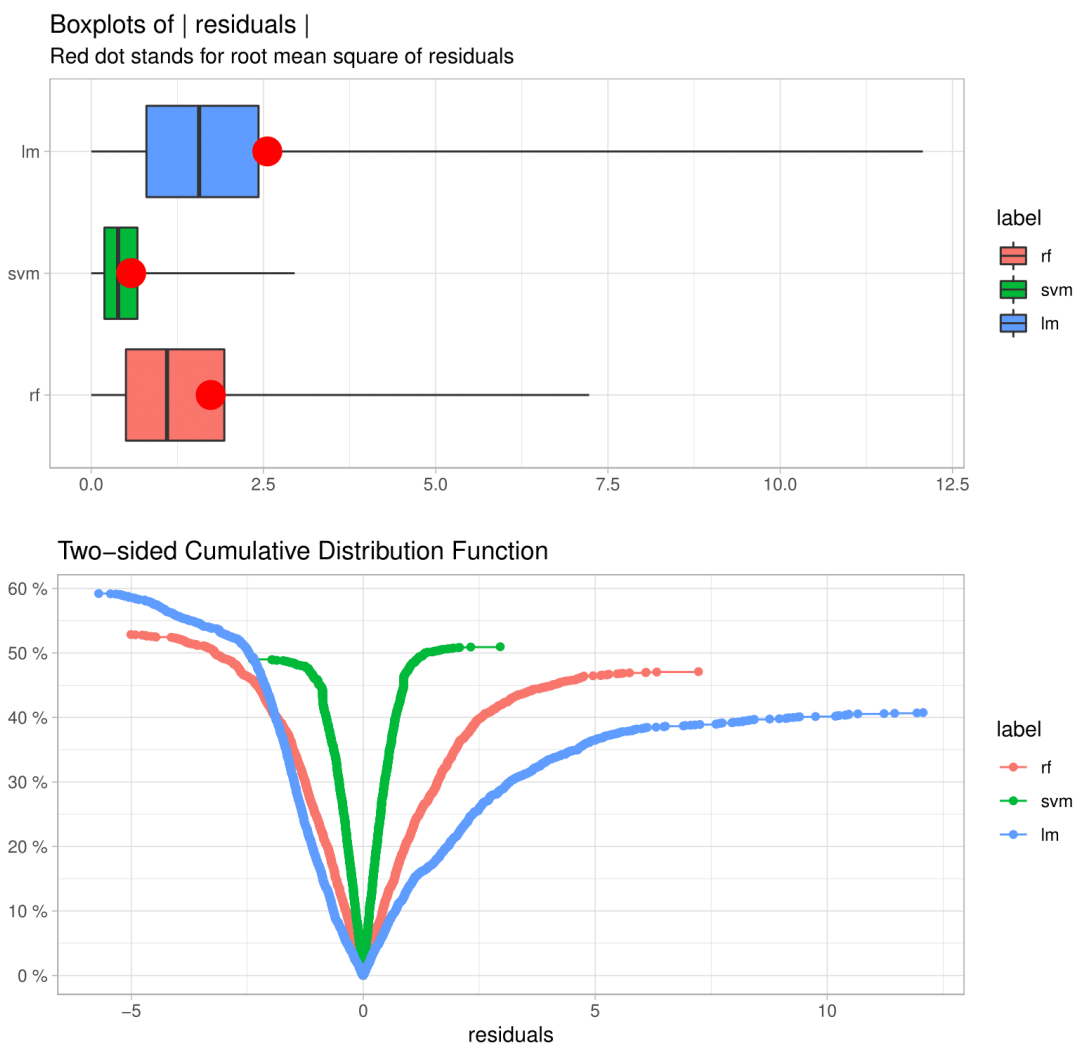 Boxplots of | residuals |
Red dot stands for root mean square of residuals
lm
svm
rf
0.0 2.5 5.0 7.5 10.0 12.5
label
rf
svm
lm
Two−sided Cumulative Distribution Function
60 %
50 %
40 %
30 %
20 %
10 %
0 %
−5 0 5 10
residuals
label
rf
svm
lm